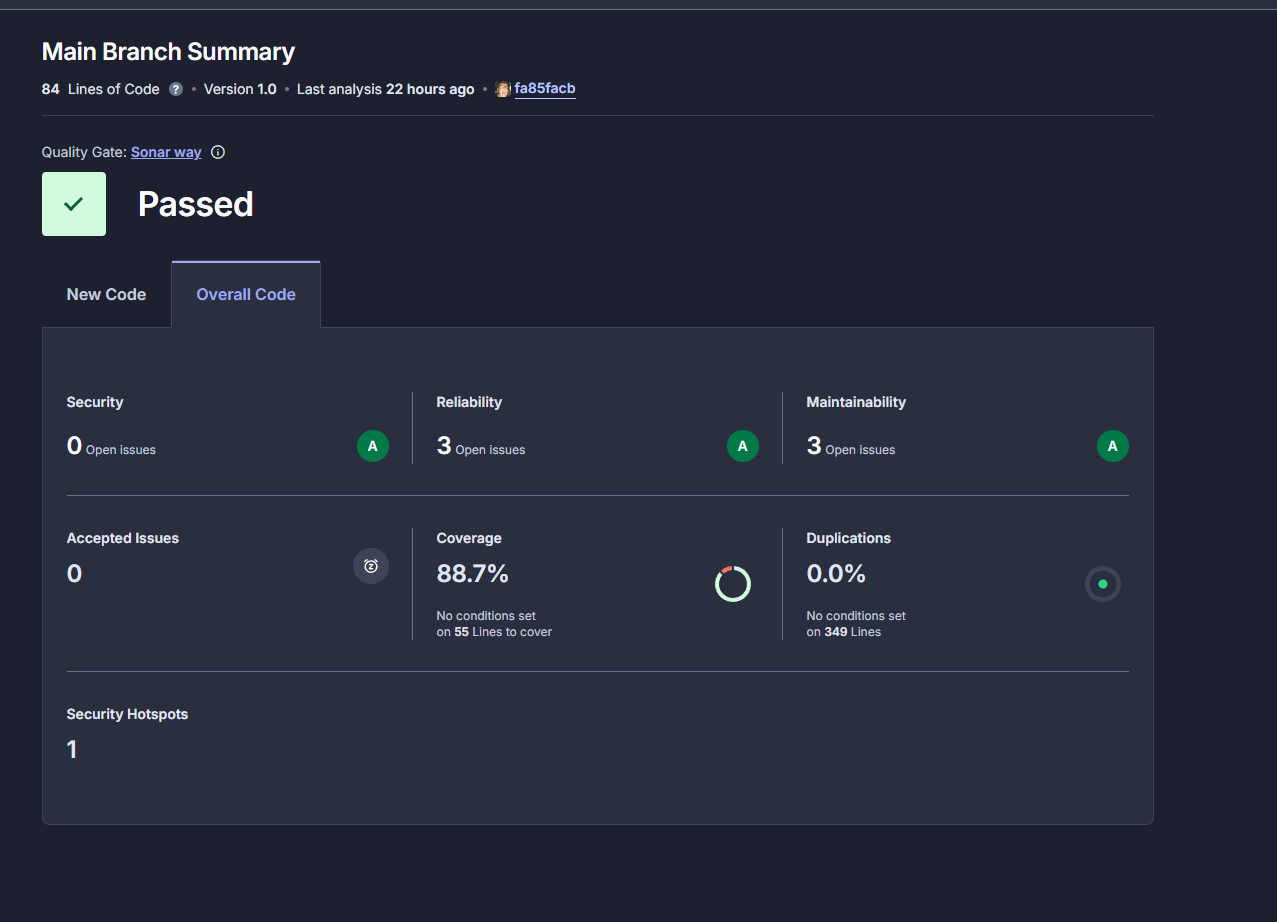 Main Branch Summary
84 Lines of Code ? • Version 1.0 • Last analysis 22 hours ago • fa85facb
Quality Gate: Sonar way
Passed
New Code Overall Code
Security Reliability Maintainability
0 Open issues A 3 Open issues A 3 Open issues A
Accepted Issues Coverage Duplications
0 88.7% 0.0%
No conditions set No conditions set
on 55 Lines to cover on 349 Lines
Security Hotspots
1